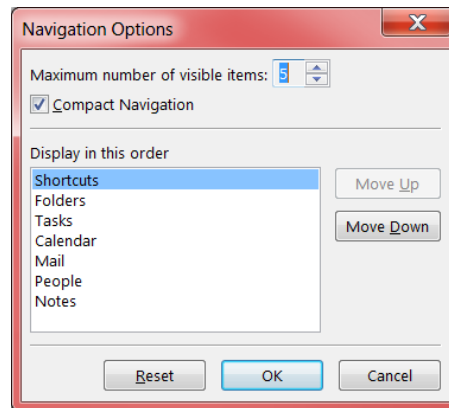 Navigation Options
Maximum number of visible items: 5
Compact Navigation
Display in this order
Shortcuts
Folders
Tasks
Calendar
Mail
People
Notes
Move Up
Move Down
Reset OK Cancel